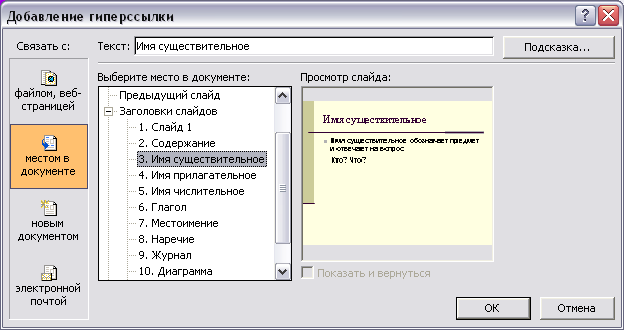 Добавление гиперссылки
Связать с:
Текст:
Имя существительное
Подсказка...
файлом, веб-
страницей
местом в
документе
новым
документом
электронной
почтой
Выберите место в документе:
Предыдущий слайд
Заголовки слайдов
1. Слайд 1
2. Содержание
3. Имя существительное
4. Имя прилагательное
5. Имя числительное
6. Глагол
7. Местоимение
8. Наречие
9. Журнал
10. Диаграмма
Просмотр слайда:
Имя существительное
Имя существительное обозначает предмет
и отвечает на вопрос
Кто? Что?
Показать и вернуться
ОК
Отмена